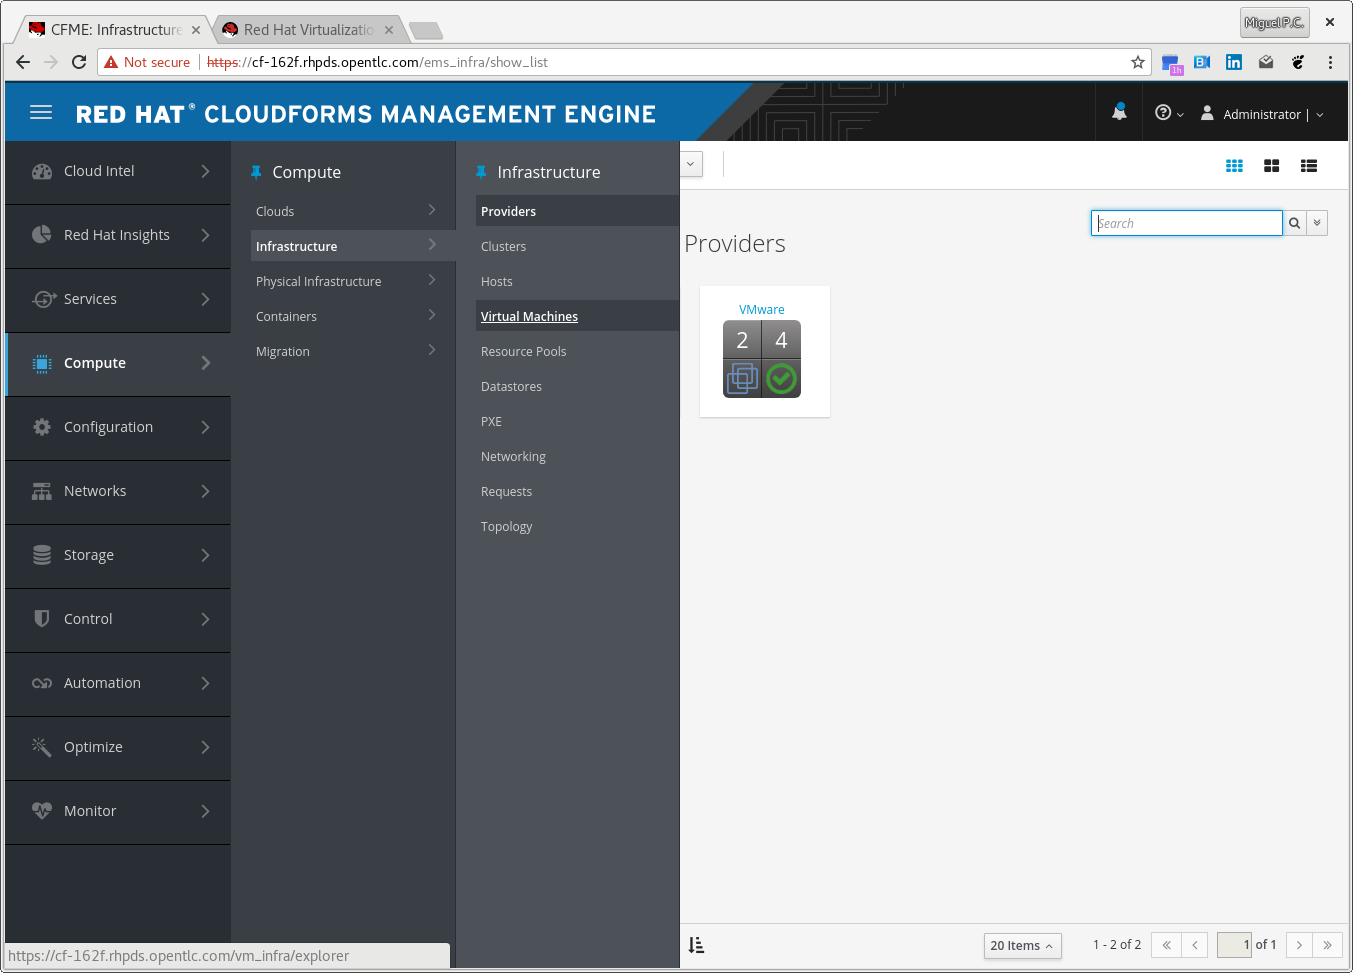 Miguel P.C.
CFME: Infrastructure
Red Hat Virtualizatio
Not secure
https://cf-162f.rhpds.opentlc.com/ems_infra/show_list
1h
RED HAT® CLOUDFORMS MANAGEMENT ENGINE
Administrator |
Cloud Intel
Red Hat Insights
Services
Compute
Configuration
Networks
Storage
Control
Automation
Optimize
Monitor
Compute
Clouds
Infrastructure
Physical Infrastructure
Containers
Migration
Infrastructure
Providers
Clusters
Hosts
Virtual Machines
Resource Pools
Datastores
PXE
Networking
Requests
Topology
Search
Providers
VMware
2 4
20 Items
1 - 2 of 2
1 of 1
https://cf-162f.rhpds.opentlc.com/vm_infra/explorer